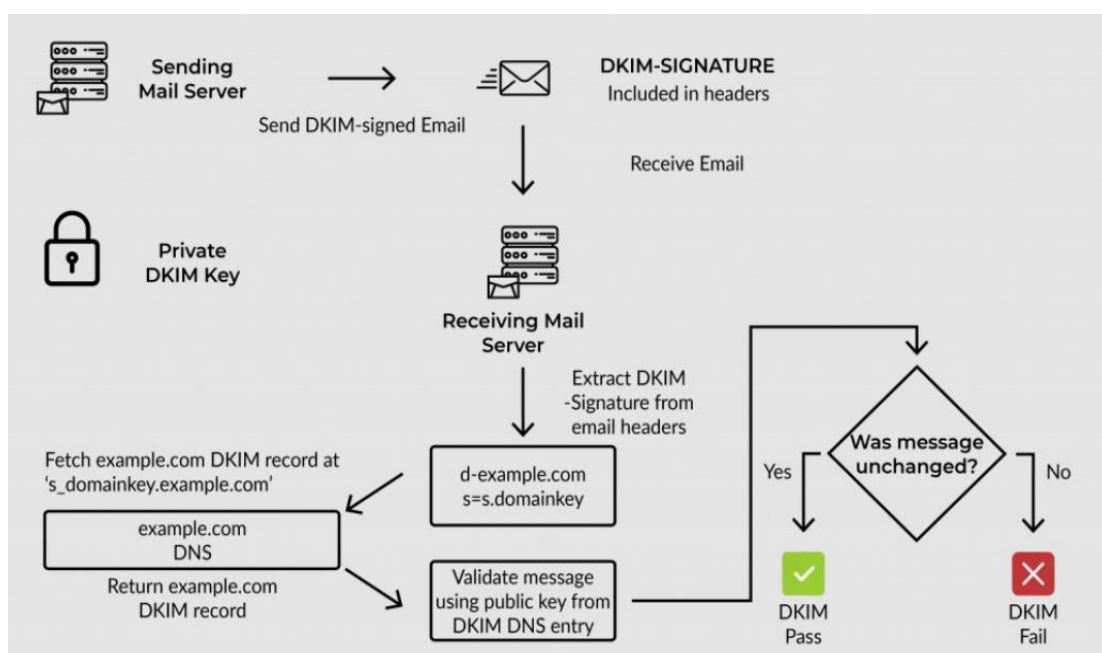 Sending
Mail Server
Send DKIM-signed Email
DKIM-SIGNATURE
Included in headers
Receive Email
Private
DKIM Key
Receiving Mail
Server
Extract DKIM
-Signature from
email headers
d-example.com
s=s.domainkey
Fetch example.com DKIM record at
‘s_domainkey.example.com’
example.com
DNS
Return example.com
DKIM record
Validate message
using public key from
DKIM DNS entry
Was message
unchanged?
Yes
No
DKIM
Pass
DKIM
Fail